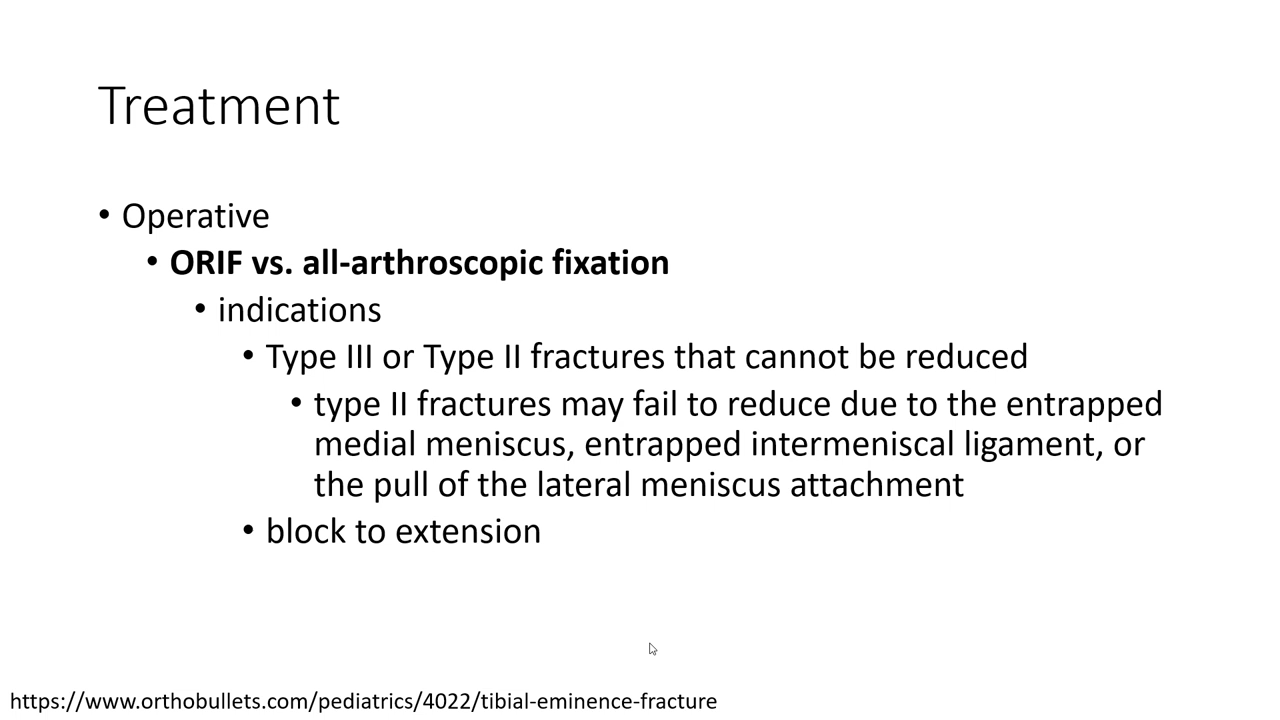 Treatment
• Operative
• ORIF vs. all-arthroscopic fixation
• indications
• Type III or Type II fractures that cannot be reduced
• type II fractures may fail to reduce due to the entrapped
medial meniscus, entrapped intermeniscal ligament, or
the pull of the lateral meniscus attachment
• block to extension
https://www.orthobullets.com/pediatrics/4022/tibial-eminence-fracture